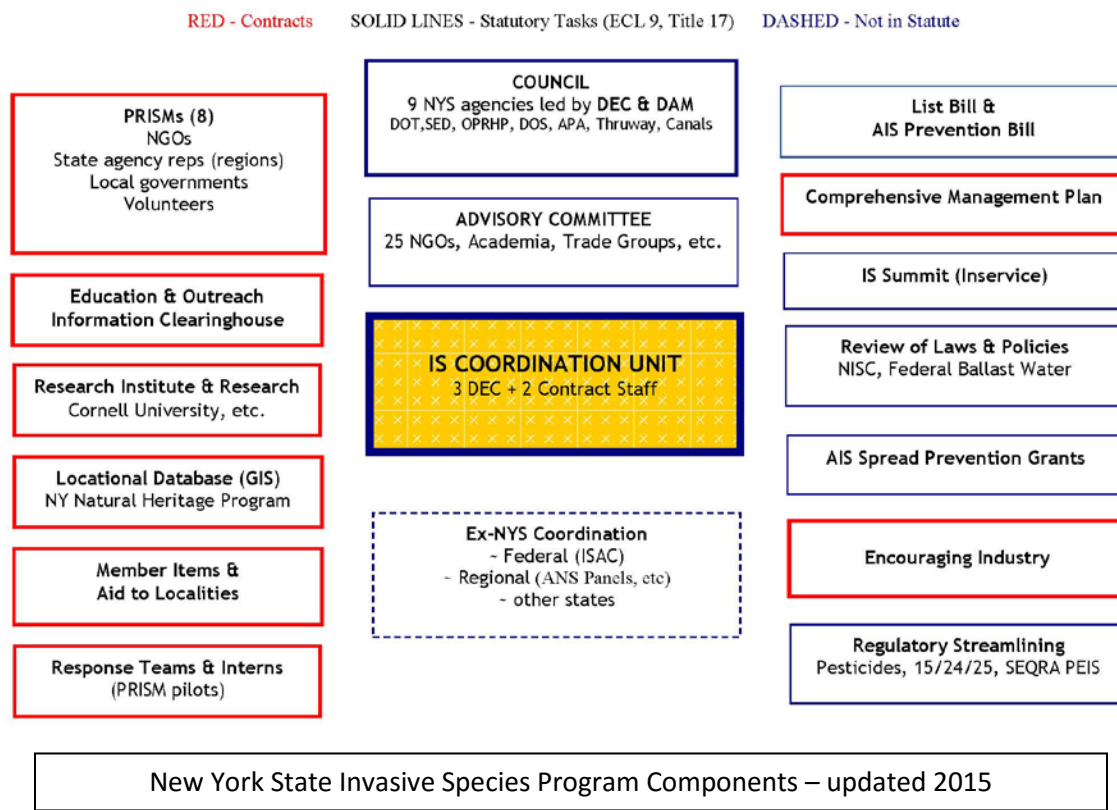 RED - Contracts SOLID LINES - Statutory Tasks (ECL 9, Title 17) DASHED - Not in Statute
PRISMs (8)
NGOs
State agency reps (regions)
Local governments
Volunteers
Education & Outreach
Information Clearinghouse
Research Institute & Research
Cornell University, etc.
Locational Database (GIS)
NY Natural Heritage Program
Member Items &
Aid to Localities
Response Teams & Interns
(PRISM pilots)
COUNCIL
9 NYS agencies led by DEC & DAM
DOT,SED, OPRHP, DOS, APA, Thruway, Canals
ADVISORY COMMITTEE
25 NGOs, Academia, Trade Groups, etc.
IS COORDINATION UNIT
3 DEC + 2 Contract Staff
Ex-NYS Coordination
~ Federal (ISAC)
~ Regional (ANS Panels, etc)
~ other states
List Bill &
AIS Prevention Bill
Comprehensive Management Plan
IS Summit (Inservice)
Review of Laws & Policies
NISC, Federal Ballast Water
AIS Spread Prevention Grants
Encouraging Industry
Regulatory Streamlining
Pesticides, 15/24/25, SEQRA PEIS
New York State Invasive Species Program Components – updated 2015